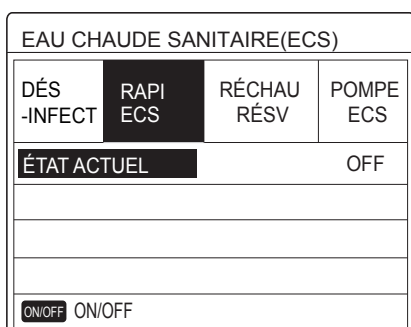 EAU CHAUDE SANITAIRE(ECS)
DÉS RAPI RÉCHAU POMPE
-INFECT ECS RÉSV ECS
ÉTAT ACTUEL OFF
ON/OFF ON/OFF